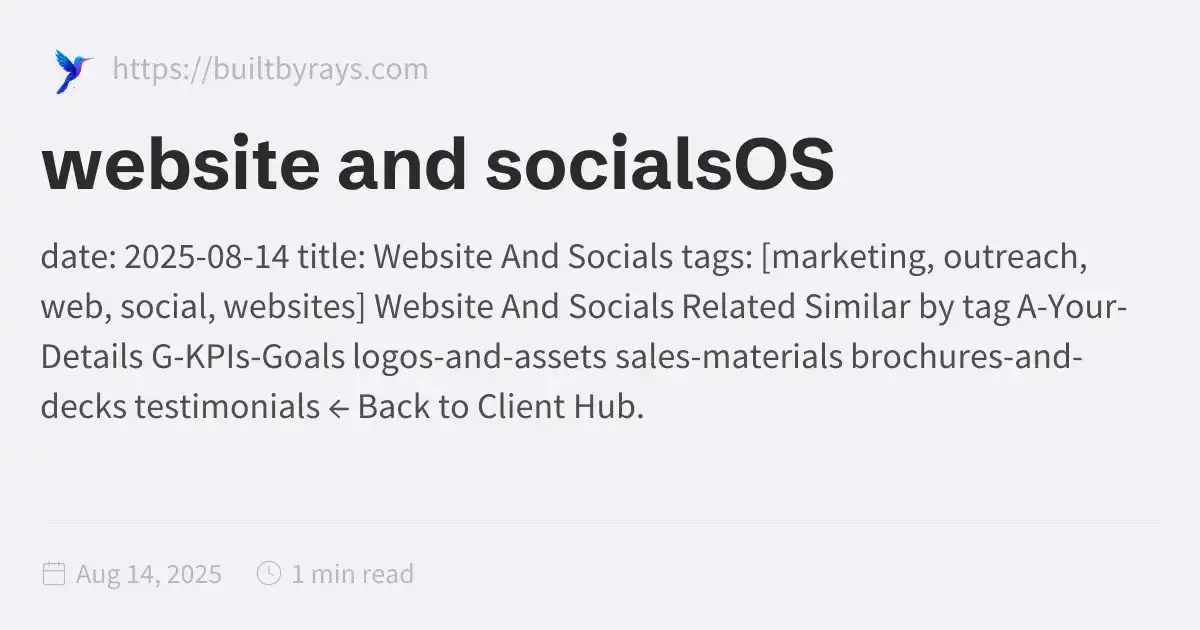 https://builtbyrays.com
website and socialsOS
date: 2025-08-14 title: Website And Socials tags: [marketing, outreach,
web, social, websites] Website And Socials Related Similar by tag A-Your-
Details G-KPIs-Goals logos-and-assets sales-materials brochures-and-
decks testimonials ← Back to Client Hub.
Aug 14, 2025 1 min read